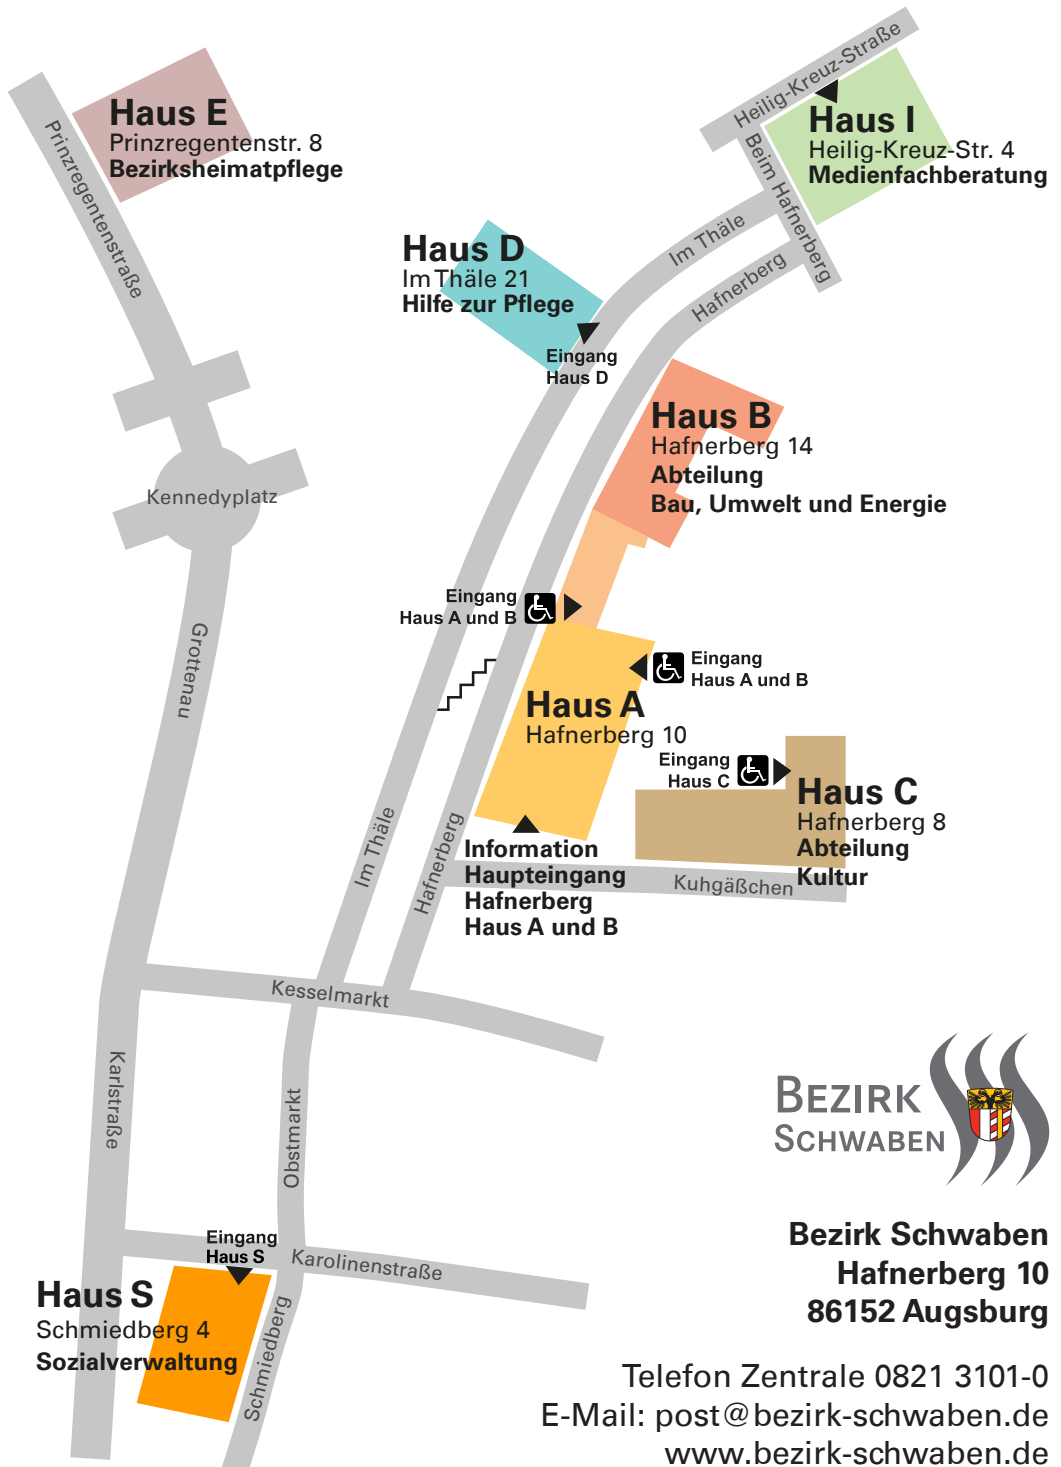 Heilig-Kreuz-Straße
Haus E
Prinzregentenstr. 8
Bezirksheimatpflege
Prinzregentenstraße
Haus I
Heilig-Kreuz-Str. 4
Medienfachberatung
Beim Hafnerberg
Im Thäle
Hafnerberg
Haus D
Im Thäle 21
Hilfe zur Pflege
Eingang
Haus D
Haus B
Hafnerberg 14
Abteilung
Bau, Umwelt und Energie
Kennedyplatz
Eingang
Haus A und B
Grottenau
Eingang
Haus A und B
Haus A
Hafnerberg 10
Eingang
Haus C
Haus C
Hafnerberg 8
Abteilung
Kultur
Im Thäle
Hafnerberg
Information
Haupteingang
Hafnerberg
Haus A und B
Kuhgäßchen
Kesselmarkt
Karlstraße
Obstmarkt
BEZIRK
SCHWABEN
Eingang
Haus S
Karolinenstraße
Haus S
Schmiedberg 4
Sozialverwaltung
Schmiedberg
Bezirk Schwaben
Hafnerberg 10
86152 Augsburg
Telefon Zentrale 0821 3101-0
E-Mail: post@bezirk-schwaben.de
www.bezirk-schwaben.de